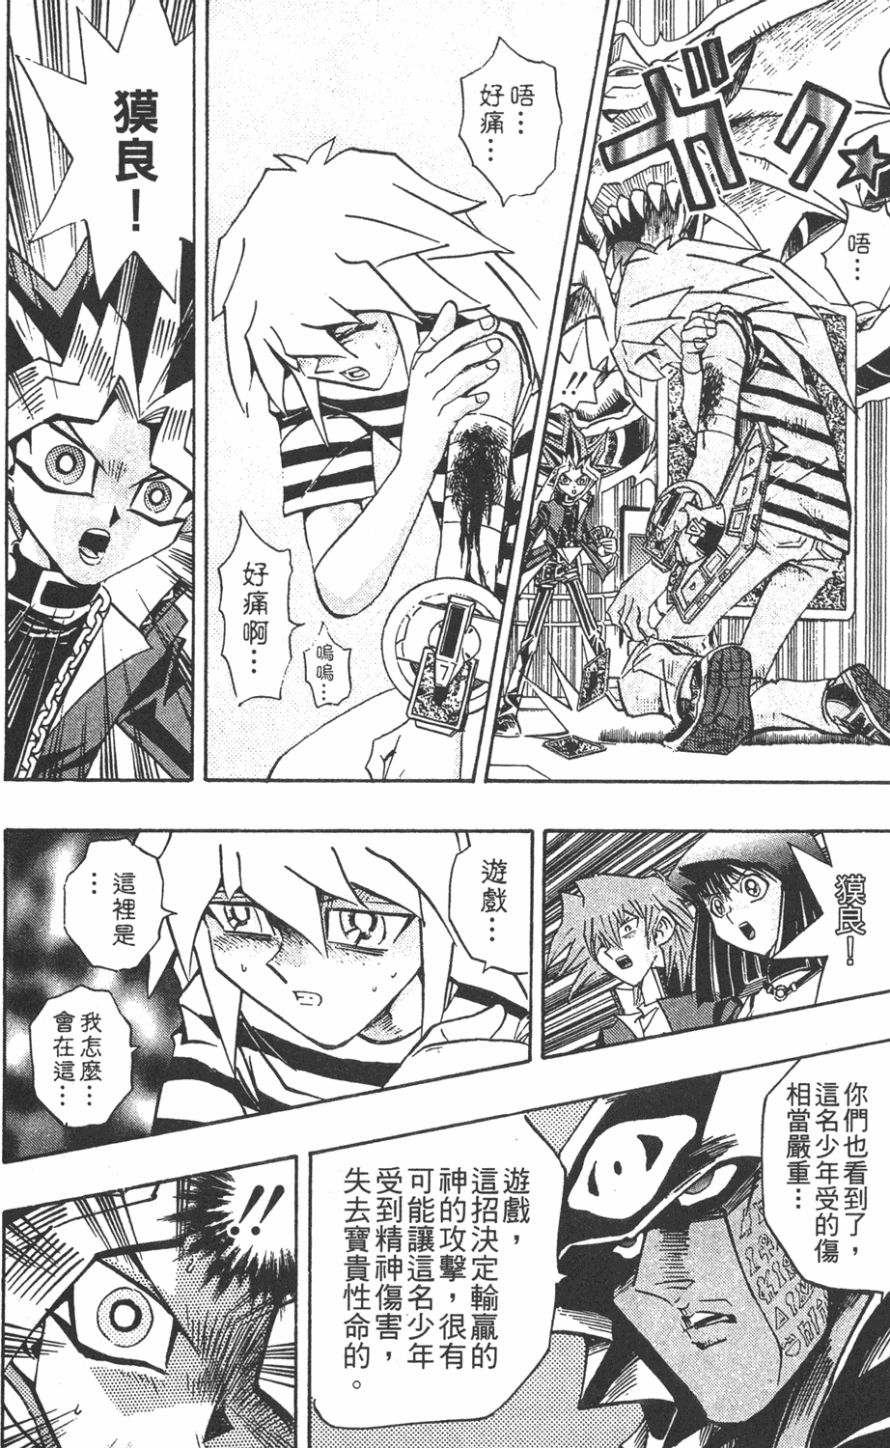 ガクッ
唔…
!!
唔…
好痛…
好痛啊…
嗚嗚…
獏良！
獏良！
遊戲…
這裡是
…
我怎麼…
會在這…
你們也看到了，
這名少年受的傷
相當嚴重…
遊戲，
這招決定輸贏的
神的攻擊，很有
可能讓這名少年
受到精神傷害，
失去寶貴性命的。
!!